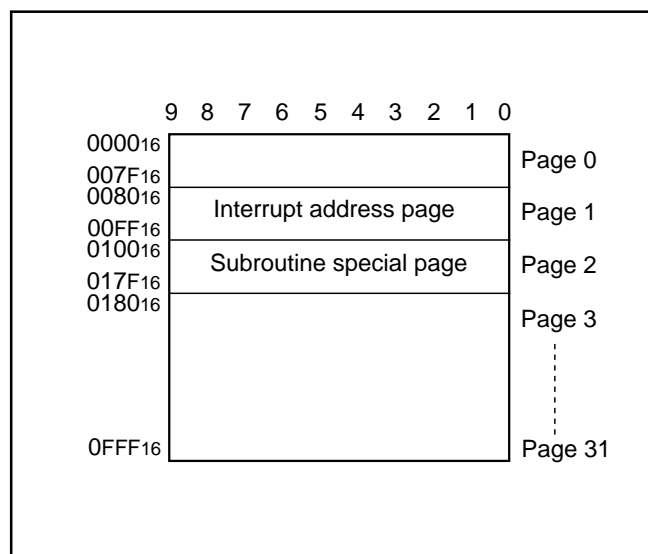 9 8 7 6 5 4 3 2 1 0
000016
Page 0
007F16
008016
Interrupt address page
Page 1
00FF16
010016
Subroutine special page
Page 2
017F16
018016
Page 3
0FFF16
Page 31